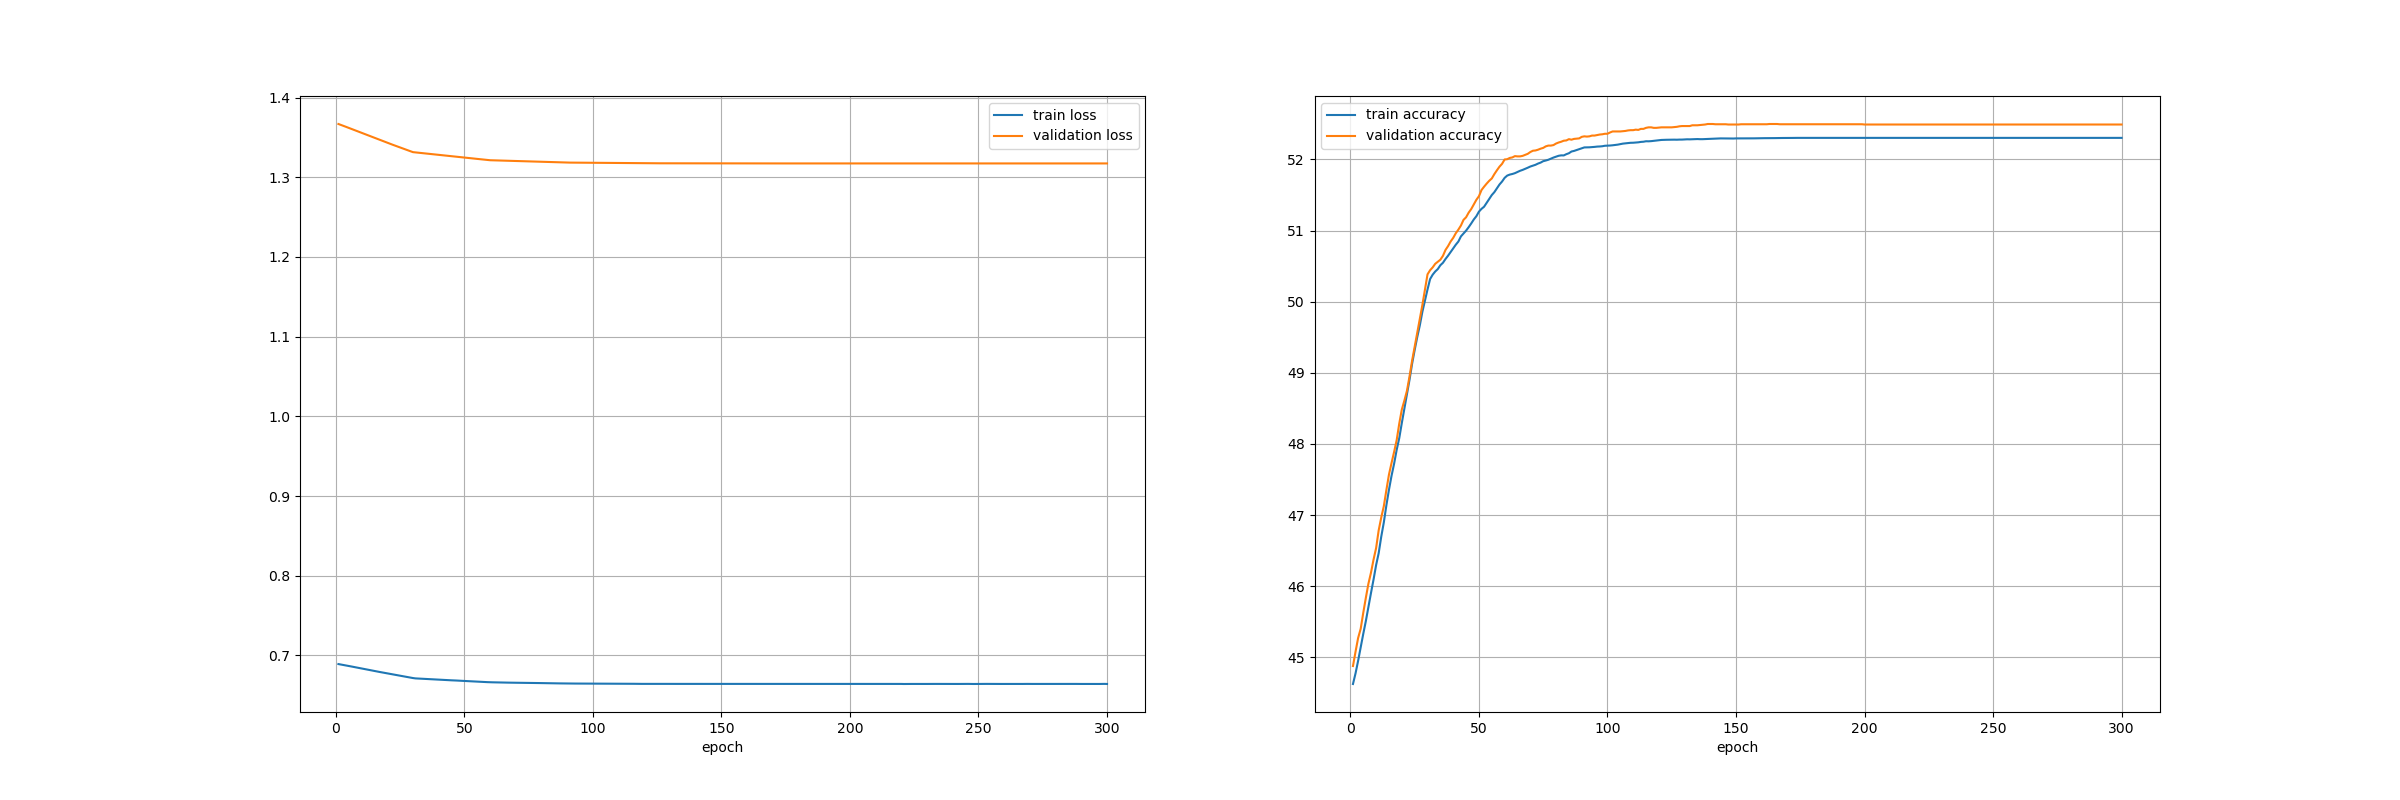 1.4
1.3
1.2
1.1
1.0
0.9
0.8
0.7
0 50 100 150 200 250 300
epoch
train loss
validation loss
52
51
50
49
48
47
46
45
0 50 100 150 200 250 300
epoch
train accuracy
validation accuracy